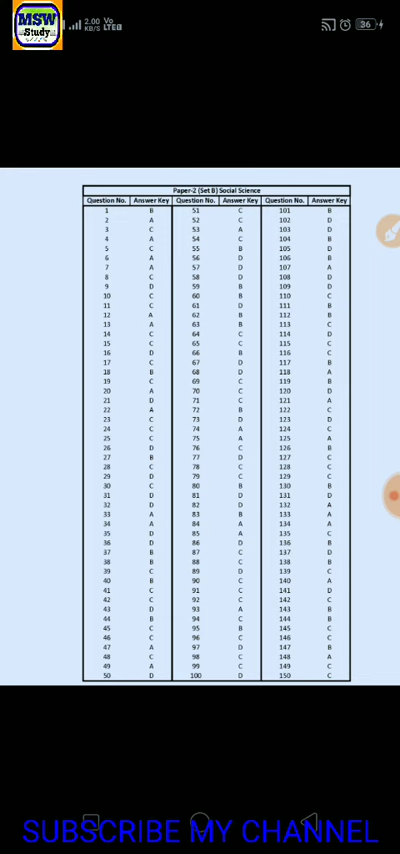 MSW
Study
2.00 KB/S Vo LTE 36
Paper-2 (Set B) Social Science
Question No. Answer Key Question No. Answer Key Question No. Answer Key
1 B 51 C 101 B
2 A 52 C 102 D
3 C 53 A 103 D
4 A 54 C 104 B
5 C 55 B 105 D
6 A 56 D 106 B
7 A 57 D 107 A
8 C 58 D 108 D
9 D 59 B 109 D
10 C 60 B 110 C
11 C 61 D 111 B
12 A 62 B 112 B
13 A 63 B 113 C
14 C 64 C 114 D
15 C 65 C 115 C
16 D 66 B 116 C
17 C 67 D 117 B
18 B 68 D 118 A
19 C 69 C 119 B
20 A 70 C 120 D
21 D 71 C 121 A
22 A 72 B 122 C
23 C 73 D 123 D
24 C 74 A 124 C
25 C 75 A 125 A
26 D 76 C 126 B
27 B 77 D 127 C
28 C 78 C 128 C
29 D 79 C 129 C
30 C 80 B 130 B
31 D 81 D 131 D
32 D 82 D 132 A
33 A 83 B 133 A
34 A 84 A 134 A
35 D 85 A 135 C
36 D 86 D 136 B
37 B 87 C 137 D
38 B 88 C 138 B
39 C 89 D 139 C
40 B 90 C 140 A
41 C 91 C 141 D
42 C 92 C 142 C
43 D 93 A 143 B
44 B 94 C 144 B
45 C 95 B 145 C
46 C 96 C 146 C
47 A 97 D 147 B
48 C 98 C 148 A
49 A 99 C 149 C
50 D 100 D 150 C
SUBSCRIBE MY CHANNEL